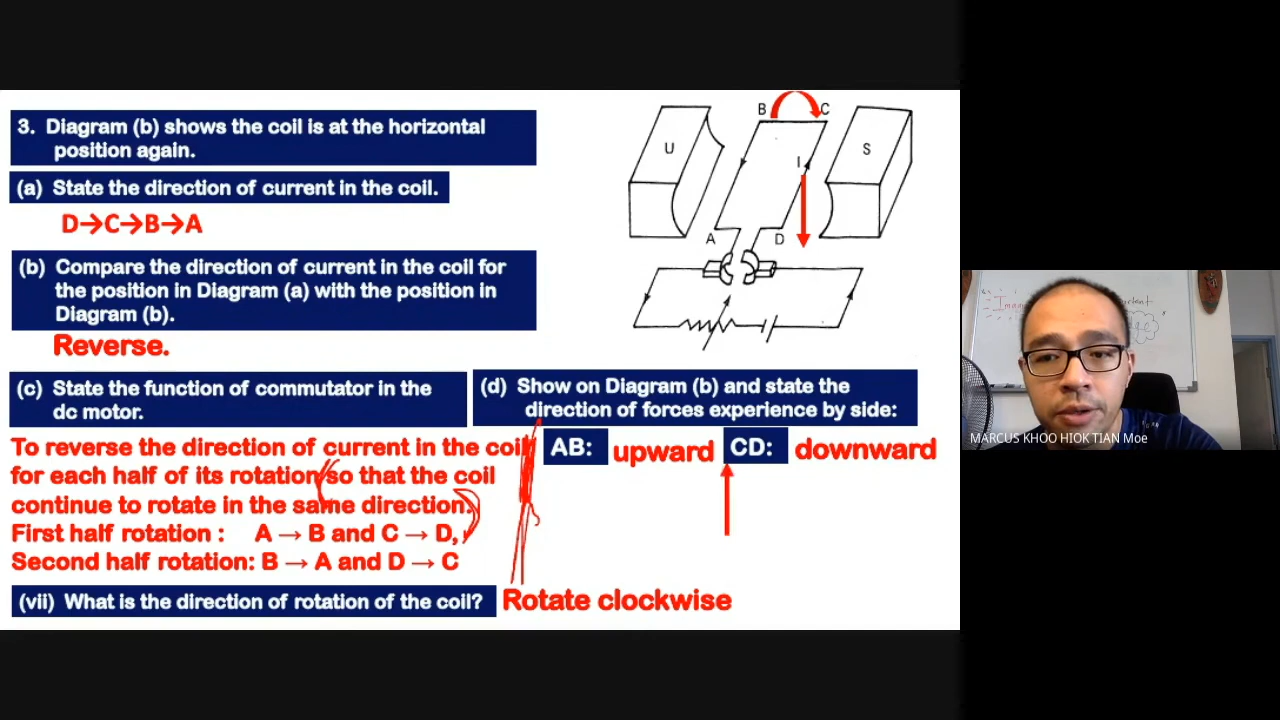 3. Diagram (b) shows the coil is at the horizontal
position again.
(a) State the direction of current in the coil.
D→C→B→A
(b) Compare the direction of current in the coil for
the position in Diagram (a) with the position in
Diagram (b).
Reverse.
(c) State the function of commutator in the
dc motor.
To reverse the direction of current in the coil
for each half of its rotation so that the coil
continue to rotate in the same direction.
First half rotation : A → B and C → D,
Second half rotation: B → A and D → C
(d) Show on Diagram (b) and state the
direction of forces experience by side:
AB: upward CD: downward
(vii) What is the direction of rotation of the coil? Rotate clockwise
B C
U I S
A D
MARCUS KHOO HIOK TIAN Moe